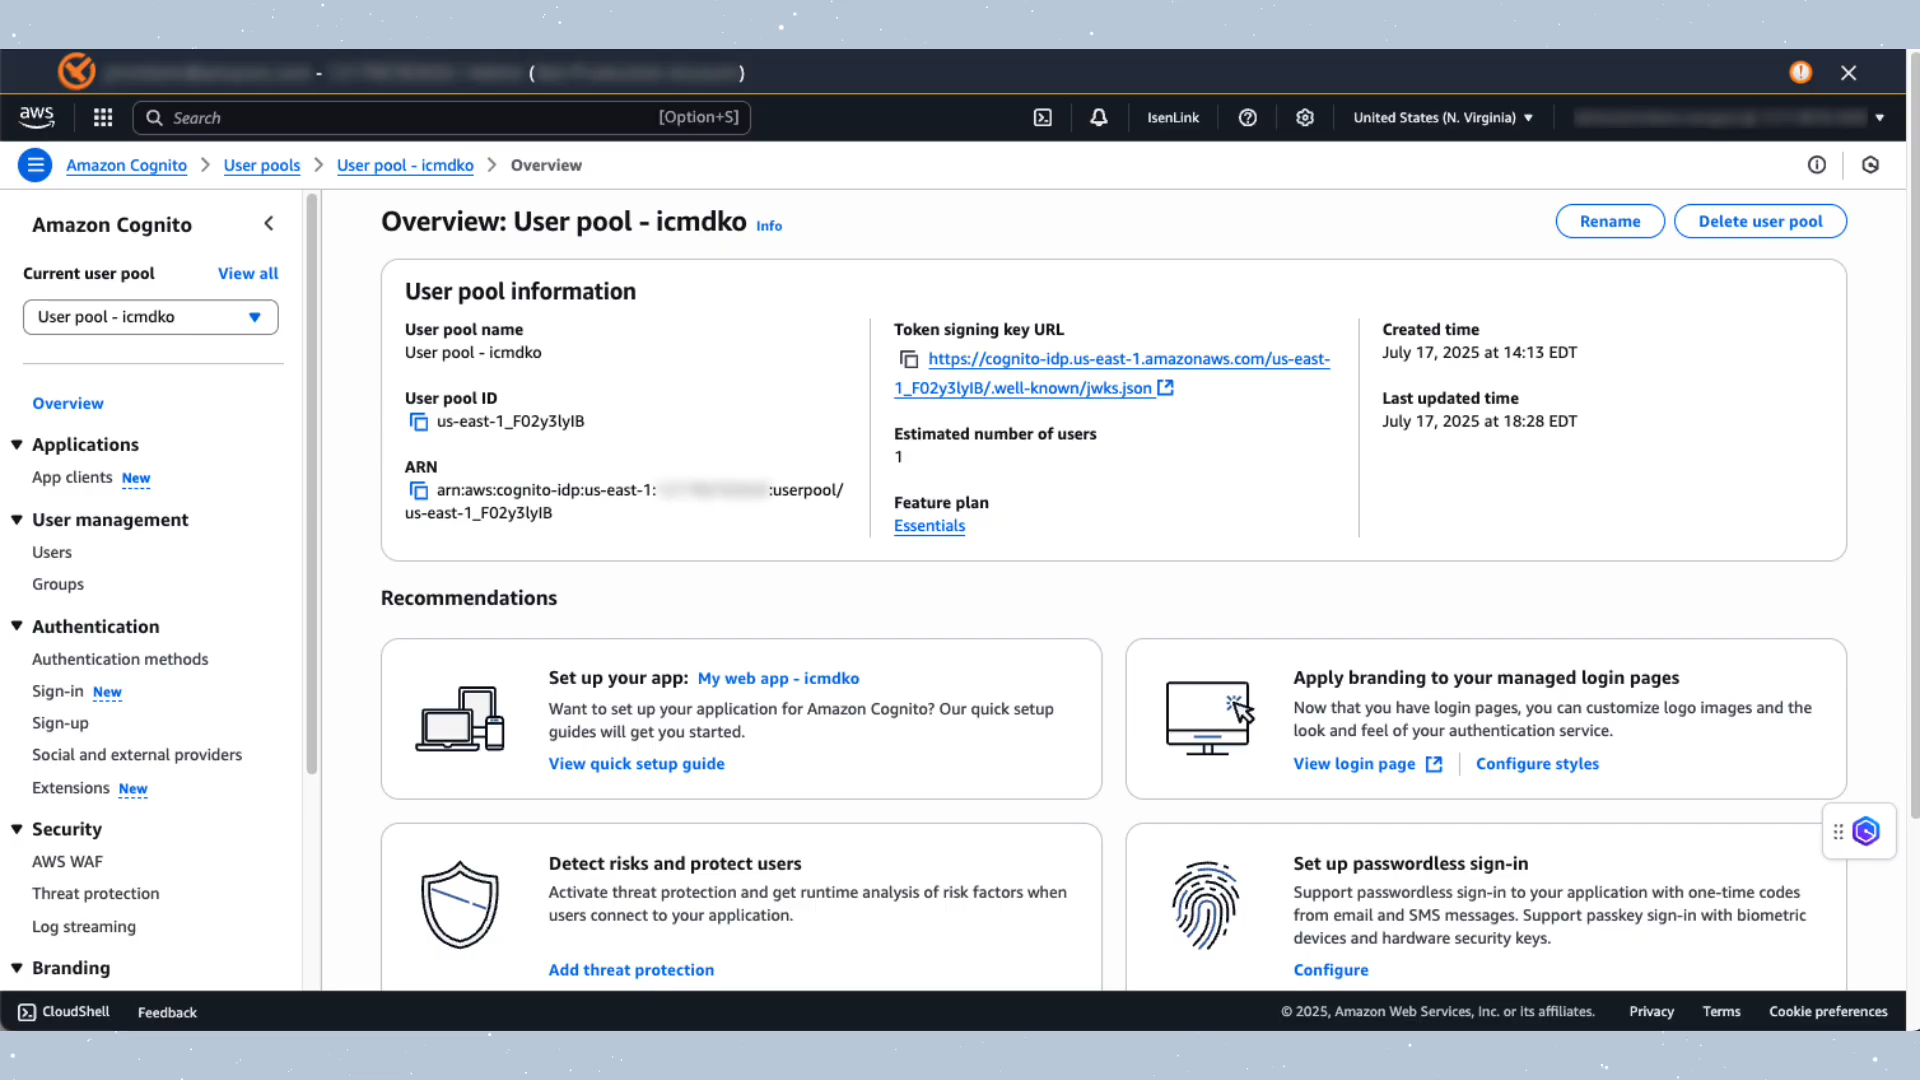 - ( )
aws
Search [Option+S]
IsenLink
United States (N. Virginia)
Amazon Cognito > User pools > User pool - icmdko > Overview
Amazon Cognito
Current user pool View all
User pool - icmdko
Overview
Applications
App clients New
User management
Users
Groups
Authentication
Authentication methods
Sign-in New
Sign-up
Social and external providers
Extensions New
Security
AWS WAF
Threat protection
Log streaming
Branding
Overview: User pool - icmdko Info
Rename
Delete user pool
User pool information
User pool name
User pool - icmdko
User pool ID
us-east-1_F02y3lyIB
ARN
arn:aws:cognito-idp:us-east-1: :userpool/
us-east-1_F02y3lyIB
Token signing key URL
https://cognito-idp.us-east-1.amazonaws.com/us-east-
1_F02y3lyIB/.well-known/jwks.json
Estimated number of users
1
Feature plan
Essentials
Created time
July 17, 2025 at 14:13 EDT
Last updated time
July 17, 2025 at 18:28 EDT
Recommendations
Set up your app: My web app - icmdko
Want to set up your application for Amazon Cognito? Our quick setup
guides will get you started.
View quick setup guide
Apply branding to your managed login pages
Now that you have login pages, you can customize logo images and the
look and feel of your authentication service.
View login page Configure styles
Detect risks and protect users
Activate threat protection and get runtime analysis of risk factors when
users connect to your application.
Add threat protection
Set up passwordless sign-in
Support passwordless sign-in to your application with one-time codes
from email and SMS messages. Support passkey sign-in with biometric
devices and hardware security keys.
Configure
CloudShell Feedback
© 2025, Amazon Web Services, Inc. or its affiliates. Privacy Terms Cookie preferences